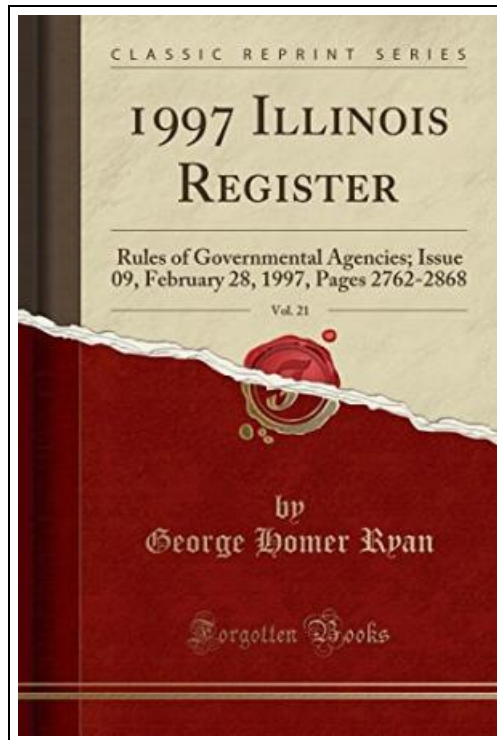 CLASSIC REPRINT SERIES
1997 ILLINOIS
REGISTER
Rules of Governmental Agencies; Issue
09, February 28, 1997, Pages 2762-2868
Vol. 21
F
by
George Homer Ryan
Forgotten Books